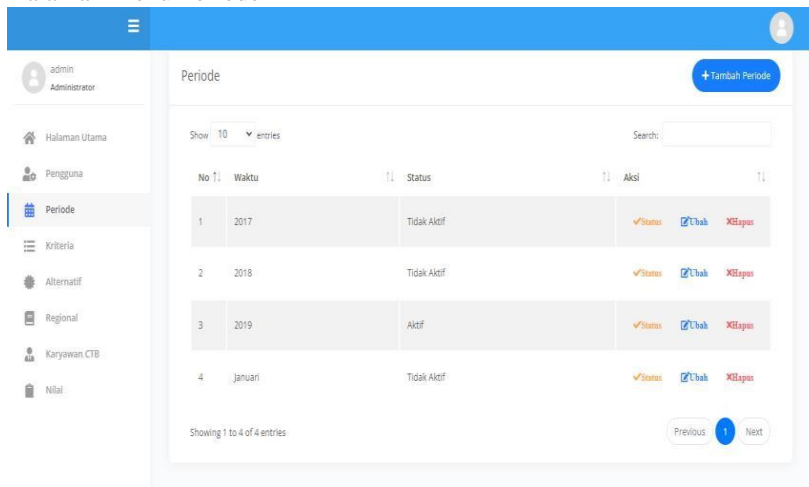 admin
Administrator
Halaman Utama
Pengguna
Periode
Kriteria
Alternatif
Regional
Karyawan CTB
Nilai
Periode
+Tambah Periode
Show 10 entries
Search:
No Waktu Status Aksi
1 2017 Tidak Aktif Status Ubah Hapus
2 2018 Tidak Aktif Status Ubah Hapus
3 2019 Aktif Status Ubah Hapus
4 Januari Tidak Aktif Status Ubah Hapus
Showing 1 to 4 of 4 entries
Previous 1 Next